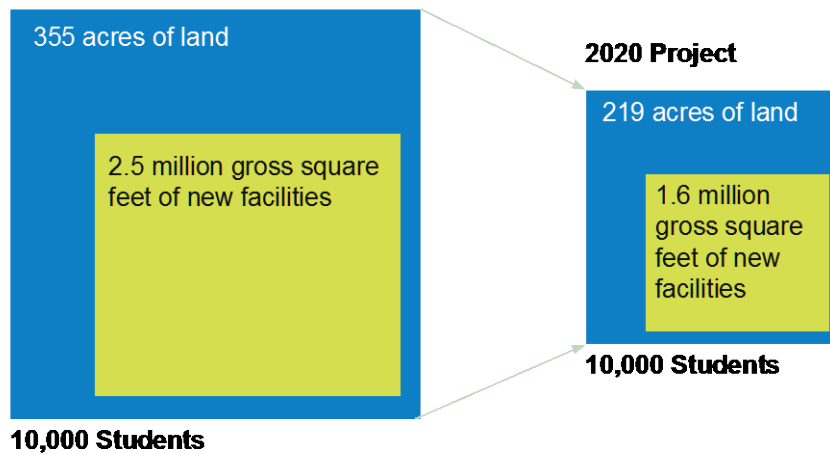 355 acres of land
2.5 million gross square
feet of new facilities
10,000 Students
2020 Project
219 acres of land
1.6 million
gross square
feet of new
facilities
10,000 Students